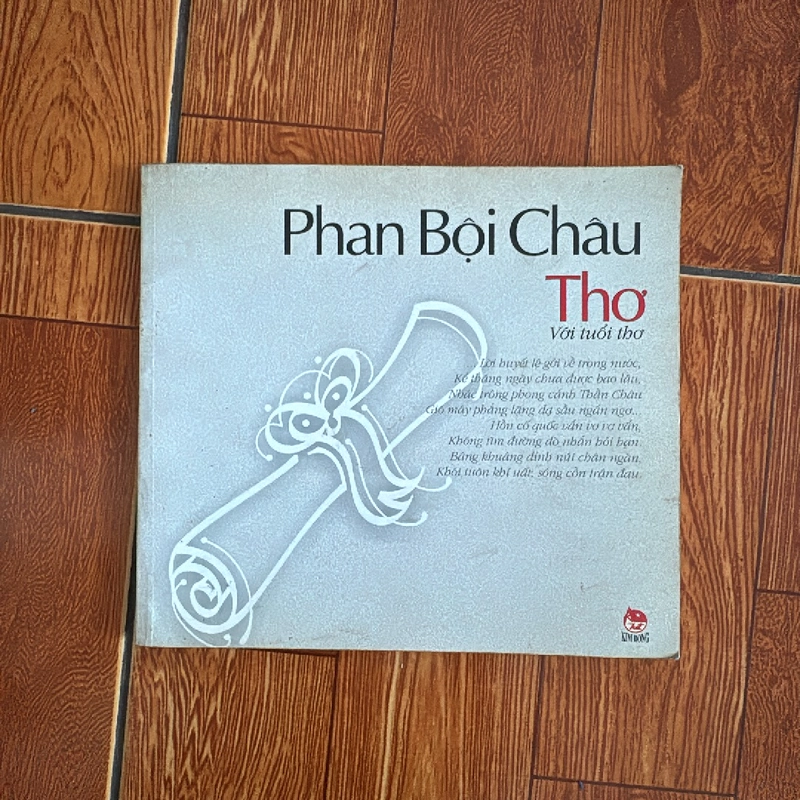 Phan Bội Châu
Thơ
Với tuổi thơ
...Lời huyết lệ gởi về trong nước,
Kể tháng ngày chưa được bao lâu,
Nhác trông phong cảnh Thần Châu
Gió mây phẳng lặng dạ sầu ngẩn ngơ...
Hồn cố quốc vẩn vơ vơ vẩn,
Không tìm đường dò nhắn hỏi han
Bâng khuâng đỉnh núi chân ngàn,
Khói tuôn khí uất, sóng cồn trận đau.
KIM ĐỒNG